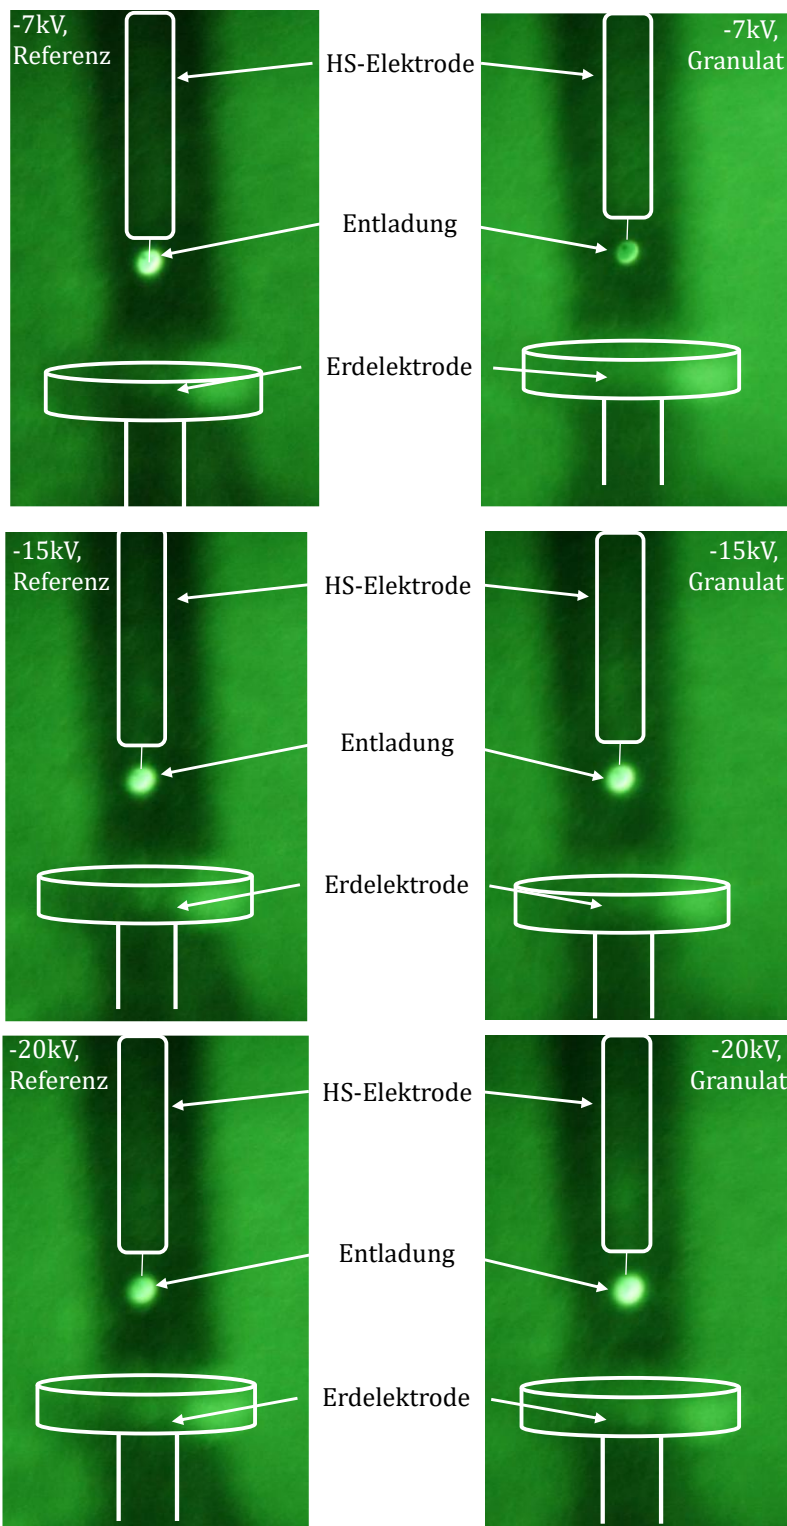 -7kV,
Referenz
HS-Elektrode
-7kV,
Granulat
Entladung
Erdelektrode
-15kV,
Referenz
HS-Elektrode
-15kV,
Granulat
Entladung
Erdelektrode
-20kV,
Referenz
HS-Elektrode
-20kV,
Granulat
Entladung
Erdelektrode